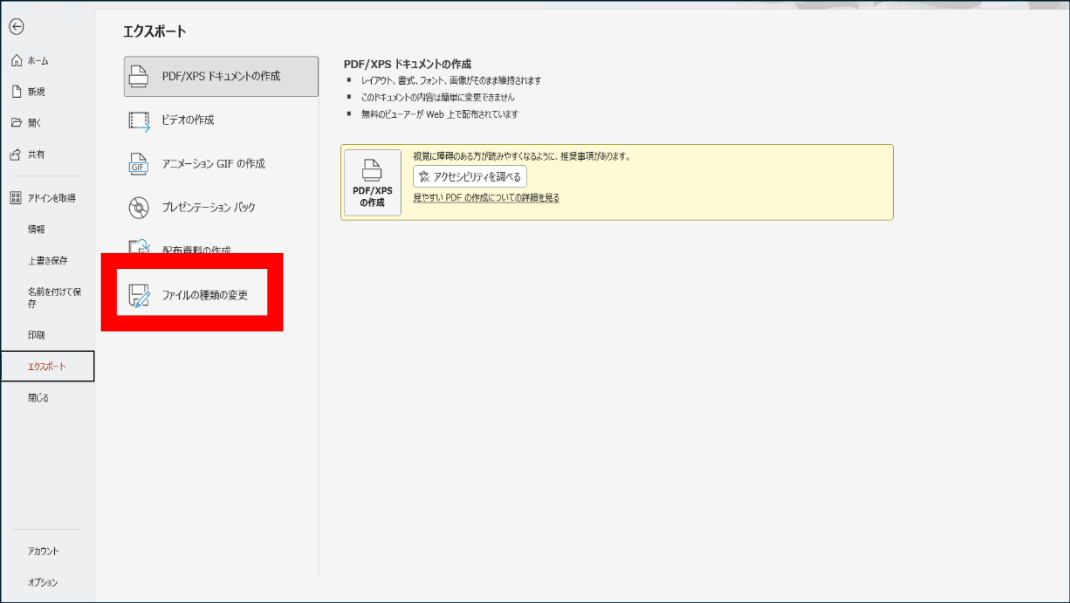 エクスポート
ホーム
新規
開く
共有
アドインを取得
情報
上書き保存
名前を付けて保
存
印刷
エクスポート
閉じる
アカウント
オプション
PDF/XPS ドキュメントの作成
ビデオの作成
GIF
アニメーション GIF の作成
プレゼンテーション パック
配布資料の作成
ファイルの種類の変更
PDF/XPS ドキュメントの作成
レイアウト、書式、フォント、画像がそのまま維持されます
このドキュメントの内容は簡単に変更できません
無料のビューアーが Web 上で配布されています
PDF/XPS
の作成
視覚に障碍のある方が読みやすくなるように、推奨事項があります。
アクセシビリティを調べる
見やすい PDF の作成についての詳細を見る